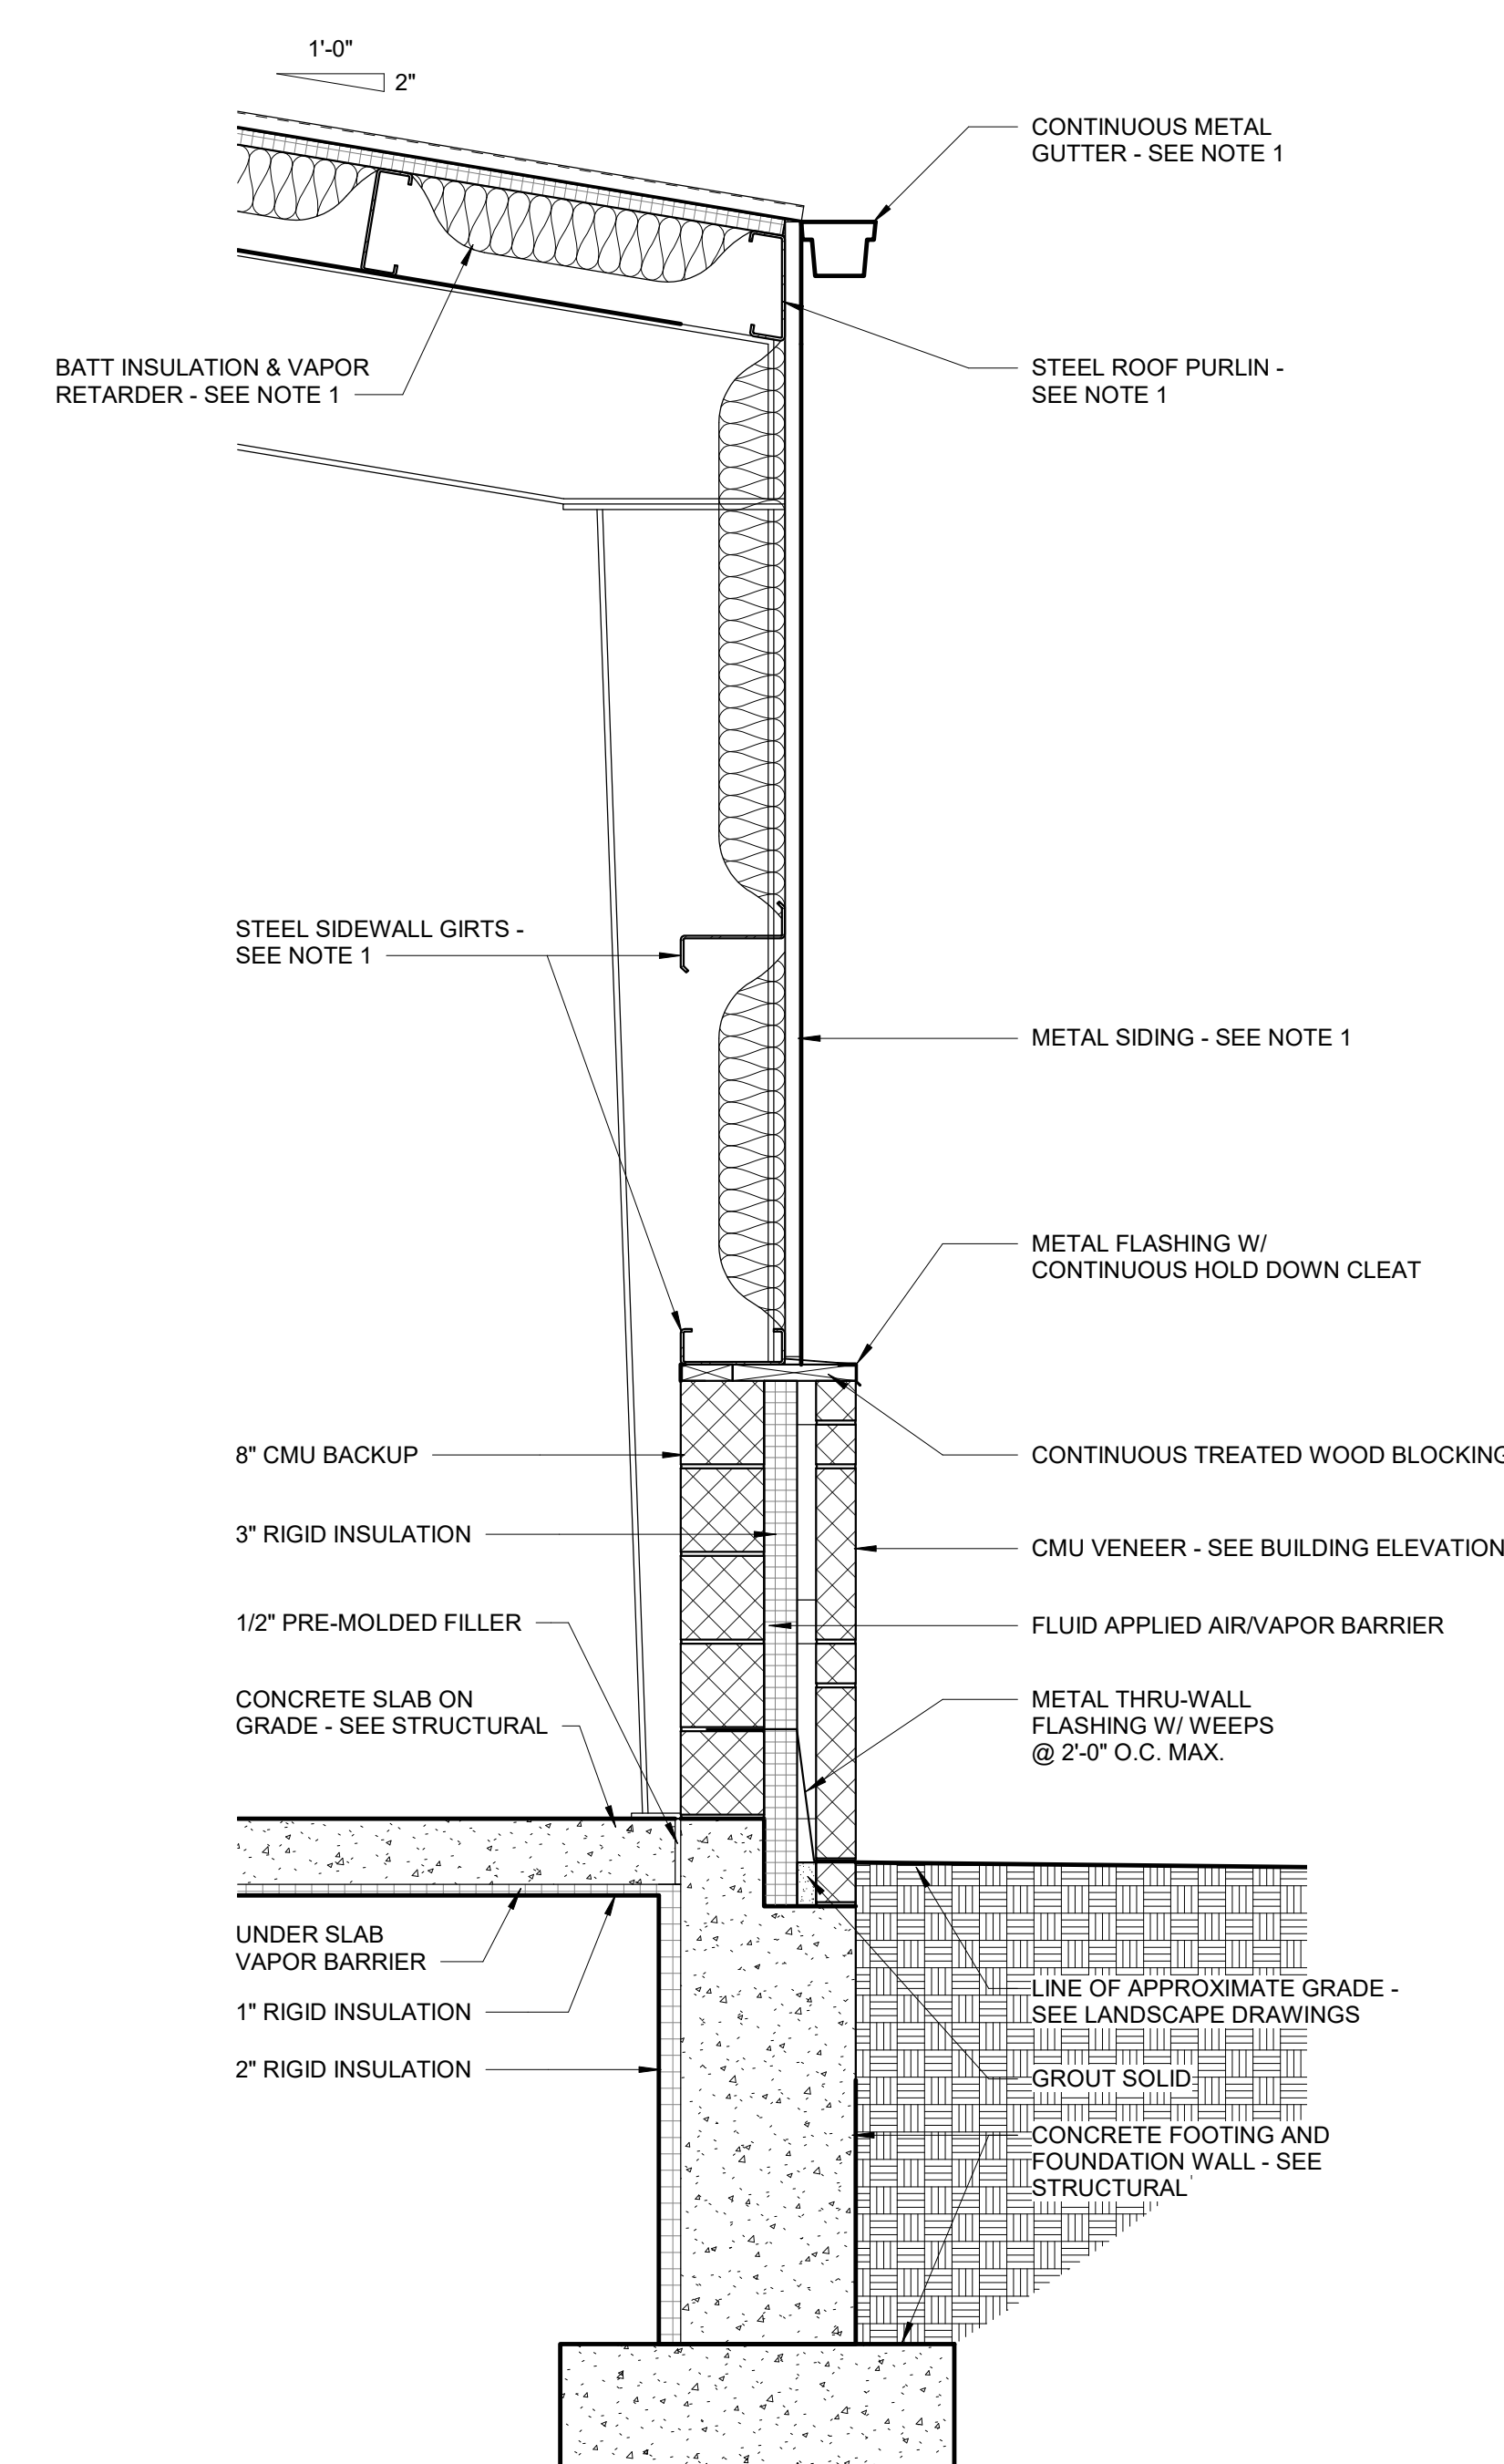 1'-0"
2"
CONTINUOUS METAL
GUTTER - SEE NOTE 1
BATT INSULATION & VAPOR
RETARDER - SEE NOTE 1
STEEL ROOF PURLIN -
SEE NOTE 1
STEEL SIDEWALL GIRTS -
SEE NOTE 1
METAL SIDING - SEE NOTE 1
METAL FLASHING W/
CONTINUOUS HOLD DOWN CLEAT
8" CMU BACKUP
CONTINUOUS TREATED WOOD BLOCKING
3" RIGID INSULATION
CMU VENEER - SEE BUILDING ELEVATION
1/2" PRE-MOLDED FILLER
FLUID APPLIED AIR/VAPOR BARRIER
CONCRETE SLAB ON
GRADE - SEE STRUCTURAL
METAL THRU-WALL
FLASHING W/ WEEPS
@ 2'-0" O.C. MAX.
UNDER SLAB
VAPOR BARRIER
1" RIGID INSULATION
2" RIGID INSULATION
LINE OF APPROXIMATE GRADE -
SEE LANDSCAPE DRAWINGS
GROUT SOLID
CONCRETE FOOTING AND
FOUNDATION WALL - SEE
STRUCTURAL